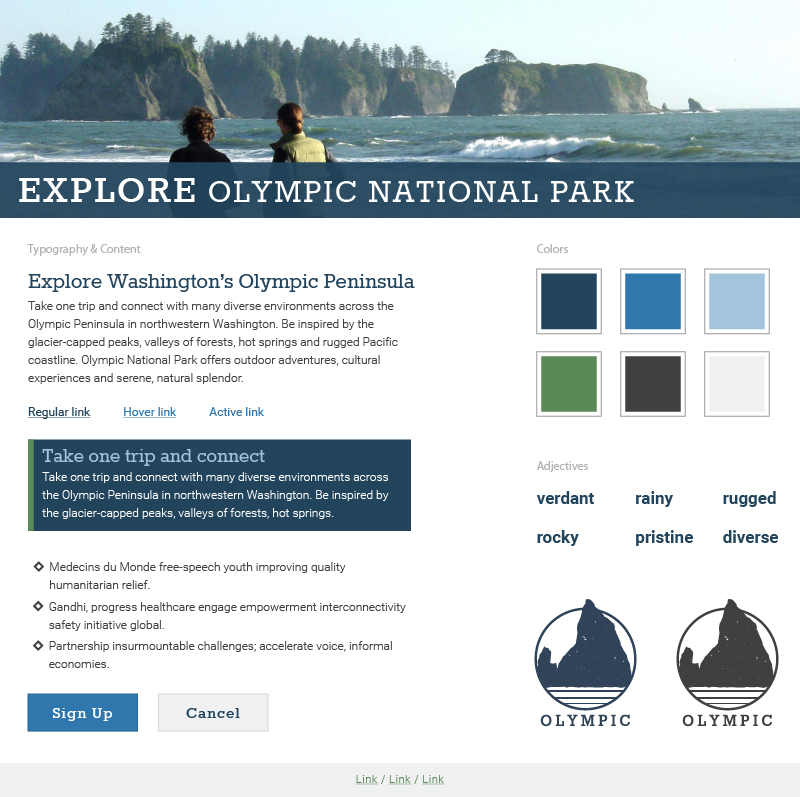 EXPLORE OLYMPIC NATIONAL PARK
Typography & Content
Explore Washington’s Olympic Peninsula
Take one trip and connect with many diverse environments across the
Olympic Peninsula in northwestern Washington. Be inspired by the
glacier-capped peaks, valleys of forests, hot springs and rugged Pacific
coastline. Olympic National Park offers outdoor adventures, cultural
experiences and serene, natural splendor.
Regular link Hover link Active link
Take one trip and connect
Take one trip and connect with many diverse environments across
the Olympic Peninsula in northwestern Washington. Be inspired by
the glacier-capped peaks, valleys of forests, hot springs.
Medecins du Monde free-speech youth improving quality
humanitarian relief.
Gandhi, progress healthcare engage empowerment interconnectivity
safety initiative global.
Partnership insurmountable challenges; accelerate voice, informal
economies.
Sign Up Cancel
Colors
Adjectives
verdant rainy rugged
rocky pristine diverse
OLYMPIC OLYMPIC
Link / Link / Link